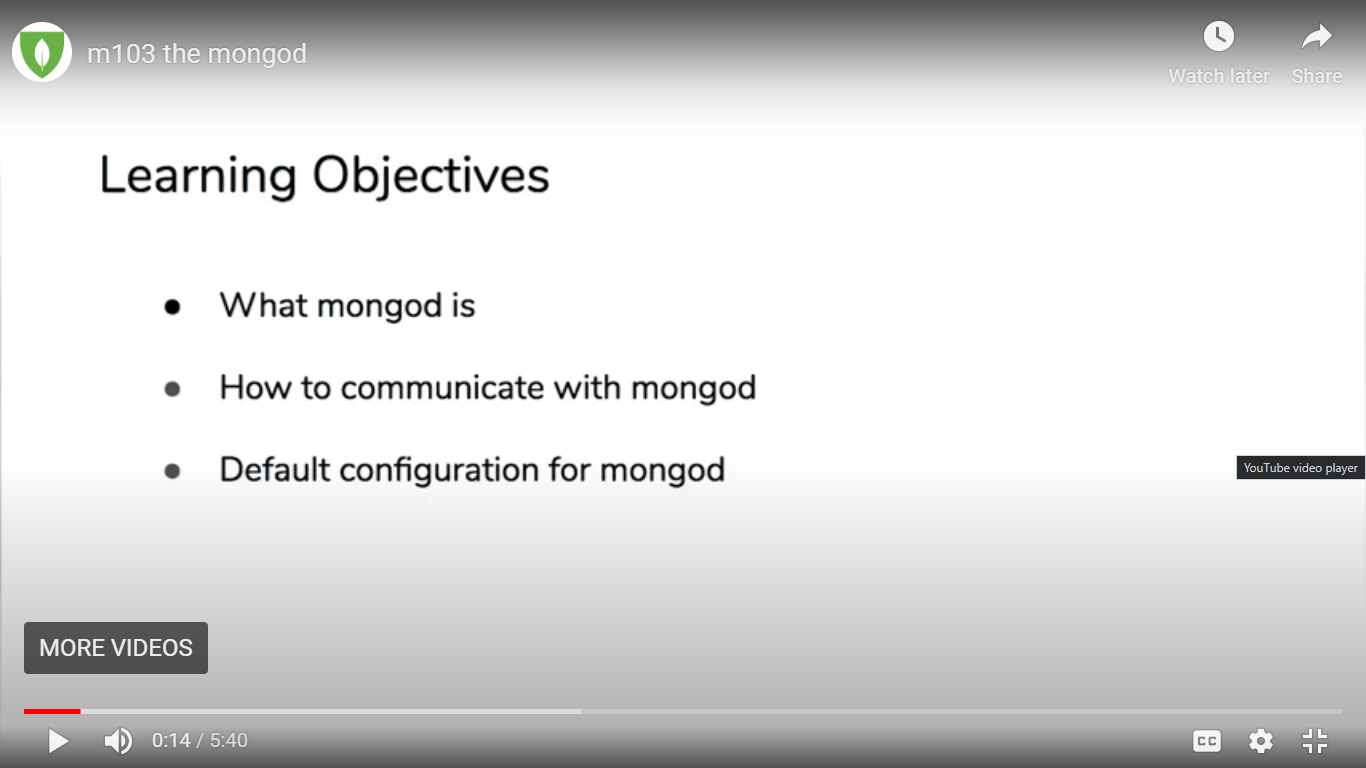 m103 the mongod
Watch later
Share
Learning Objectives
● What mongod is
● How to communicate with mongod
● Default configuration for mongod
YouTube video player
MORE VIDEOS
0:14 / 5:40
CC